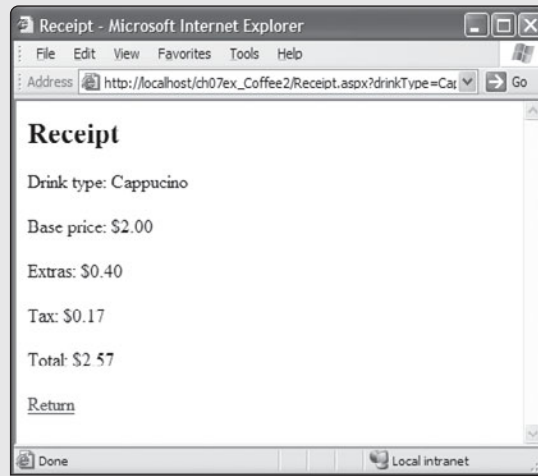 Receipt - Microsoft Internet Explorer
File Edit View Favorites Tools Help
Address http://localhost/ch07ex_Coffee2/Receipt.aspx?drinkType=Cap Go
Receipt
Drink type: Cappucino
Base price: $2.00
Extras: $0.40
Tax: $0.17
Total: $2.57
Return
Done Local intranet